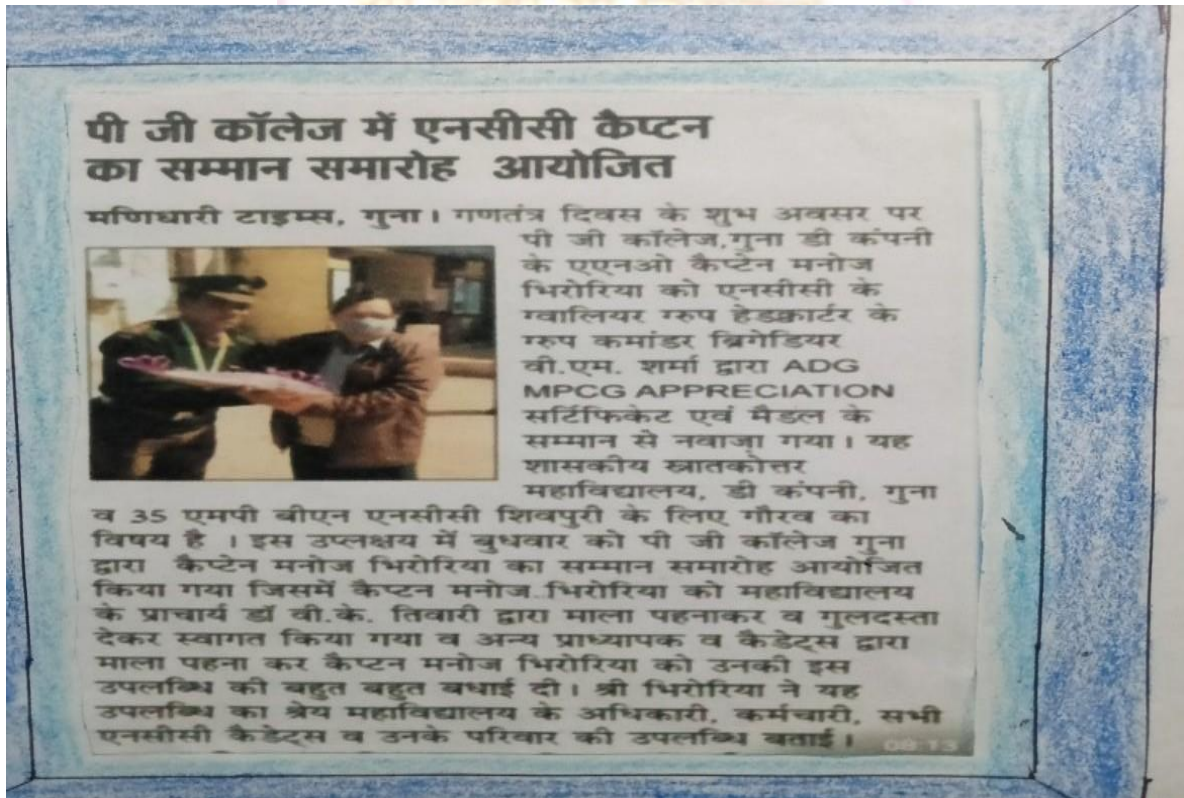 पी जी कॉलेज में एनसीसी कैप्टन
का सम्मान समारोह आयोजित
मणिधारी टाइम्स, गुना। गणतंत्र दिवस के शुभ अवसर पर
पी जी कॉलेज,गुना डी कंपनी
के एएनओ कैप्टेन मनोज
भिरोरिया को एनसीसी के
ग्वालियर ग्रुप हेडक्वार्टर के
ग्रुप कमांडर ब्रिगेडियर
वी.एम. शर्मा द्वारा ADG
MPCG APPRECIATION
सर्टिफिकेट एवं मैडल के
सम्मान से नवाजा़ गया। यह
शासकीय स्नातकोत्तर
महाविद्यालय, डी कंपनी, गुना
व 35 एमपी बीएन एनसीसी शिवपुरी के लिए गौरव का
विषय है । इस उप्लक्षय में बुधवार को पी जी कॉलेज गुना
द्वारा कैप्टेन मनोज भिरोरिया का सम्मान समारोह आयोजित
किया गया जिसमें कैप्टन मनोज भिरोरिया को महाविद्यालय
के प्राचार्य डॉ वी.के. तिवारी द्वारा माला पहनाकर व गुलदस्ता
देकर स्वागत किया गया व अन्य प्राध्यापक व कैडेट्स द्वारा
माला पहना कर कैप्टन मनोज भिरोरिया को उनकी इस
उपलब्धि की बहुत बहुत बधाई दी। श्री भिरोरिया ने यह
उपलब्धि का श्रेय महाविद्यालय के अधिकारी, कर्मचारी, सभी
एनसीसी कैडेट्स व उनके परिवार की उपलब्धि बताई।
08:13